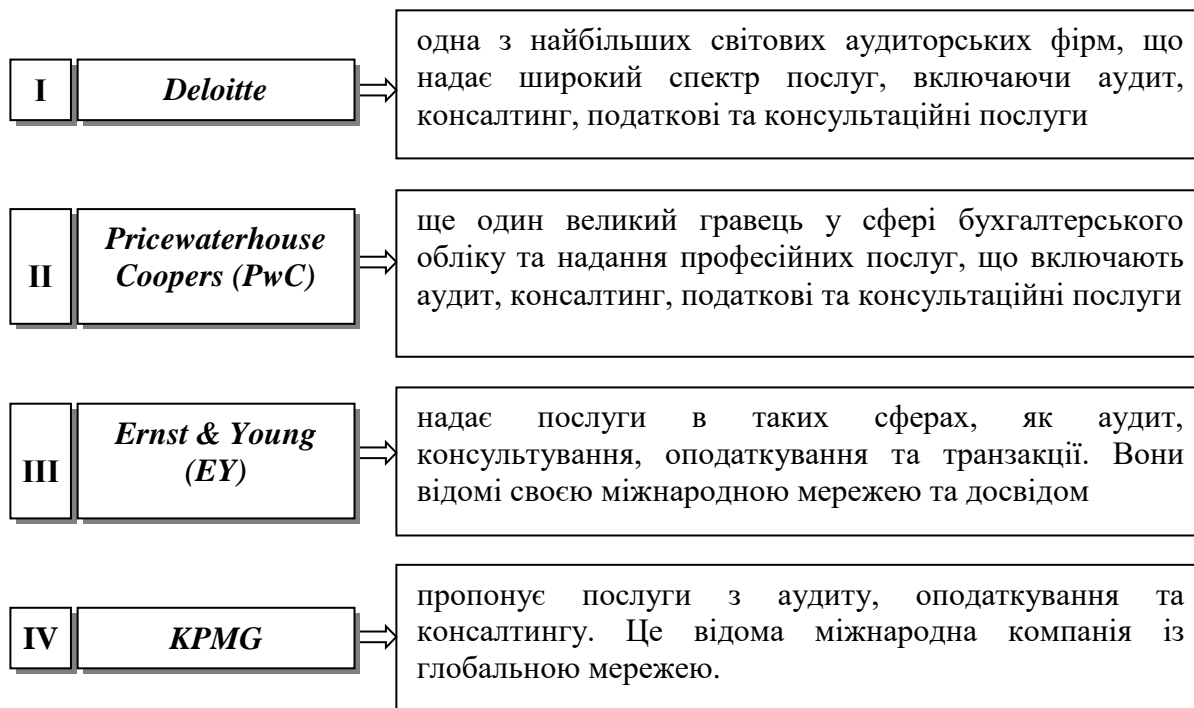 I
Deloitte
одна з найбільших світових аудиторських фірм, що
надає широкий спектр послуг, включаючи аудит,
консалтинг, податкові та консультаційні послуги
II
Pricewaterhouse
Coopers (PwC)
ще один великий гравець у сфері бухгалтерського
обліку та надання професійних послуг, що включають
аудит, консалтинг, податкові та консультаційні послуги
III
Ernst & Young
(EY)
надає послуги в таких сферах, як аудит,
консультування, оподаткування та транзакції. Вони
відомі своєю міжнародною мережею та досвідом
IV
KPMG
пропонує послуги з аудиту, оподаткування та
консалтингу. Це відома міжнародна компанія із
глобальною мережею.